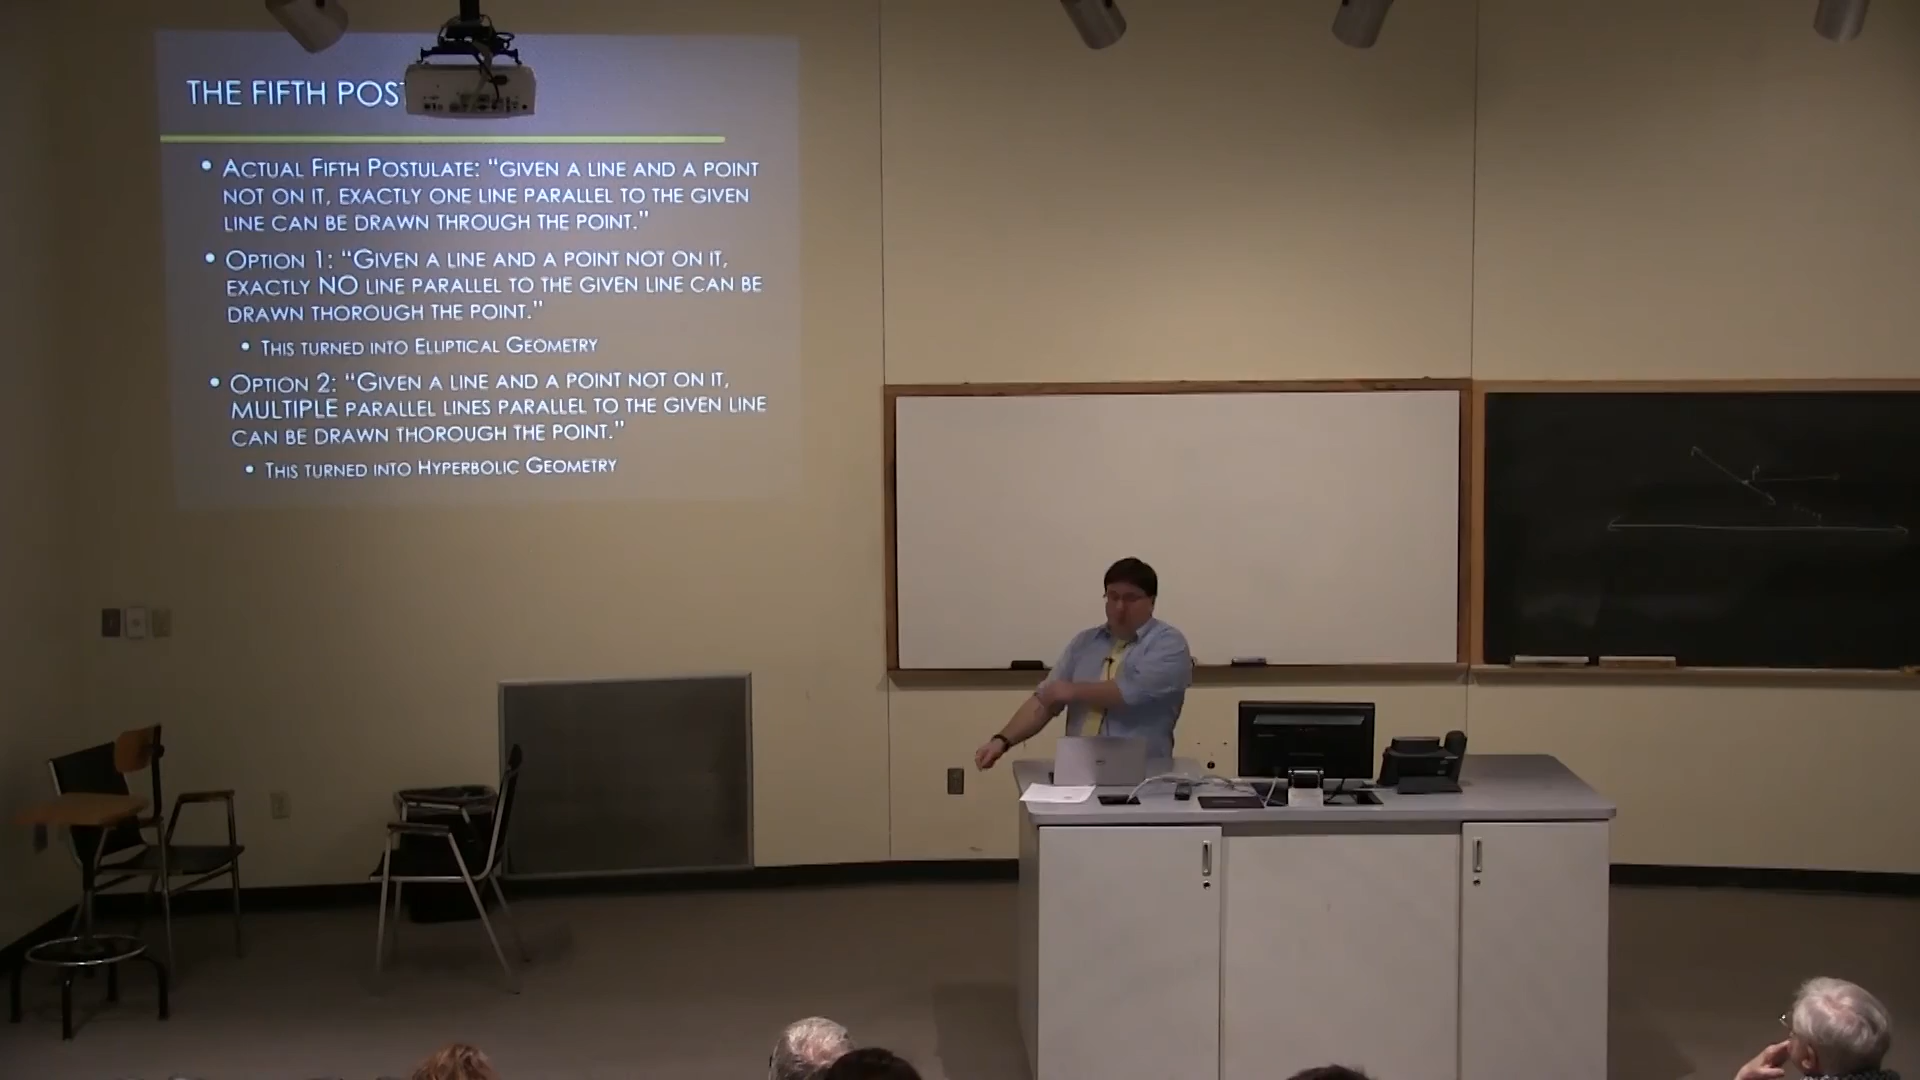 THE FIFTH POS
• ACTUAL FIFTH POSTULATE: “GIVEN A LINE AND A POINT
NOT ON IT, EXACTLY ONE LINE PARALLEL TO THE GIVEN
LINE CAN BE DRAWN THROUGH THE POINT.”
• OPTION 1: “GIVEN A LINE AND A POINT NOT ON IT,
EXACTLY NO LINE PARALLEL TO THE GIVEN LINE CAN BE
DRAWN THOROUGH THE POINT.”
• THIS TURNED INTO ELLIPTICAL GEOMETRY
• OPTION 2: “GIVEN A LINE AND A POINT NOT ON IT,
MULTIPLE PARALLEL LINES PARALLEL TO THE GIVEN LINE
CAN BE DRAWN THOROUGH THE POINT.”
• THIS TURNED INTO HYPERBOLIC GEOMETRY